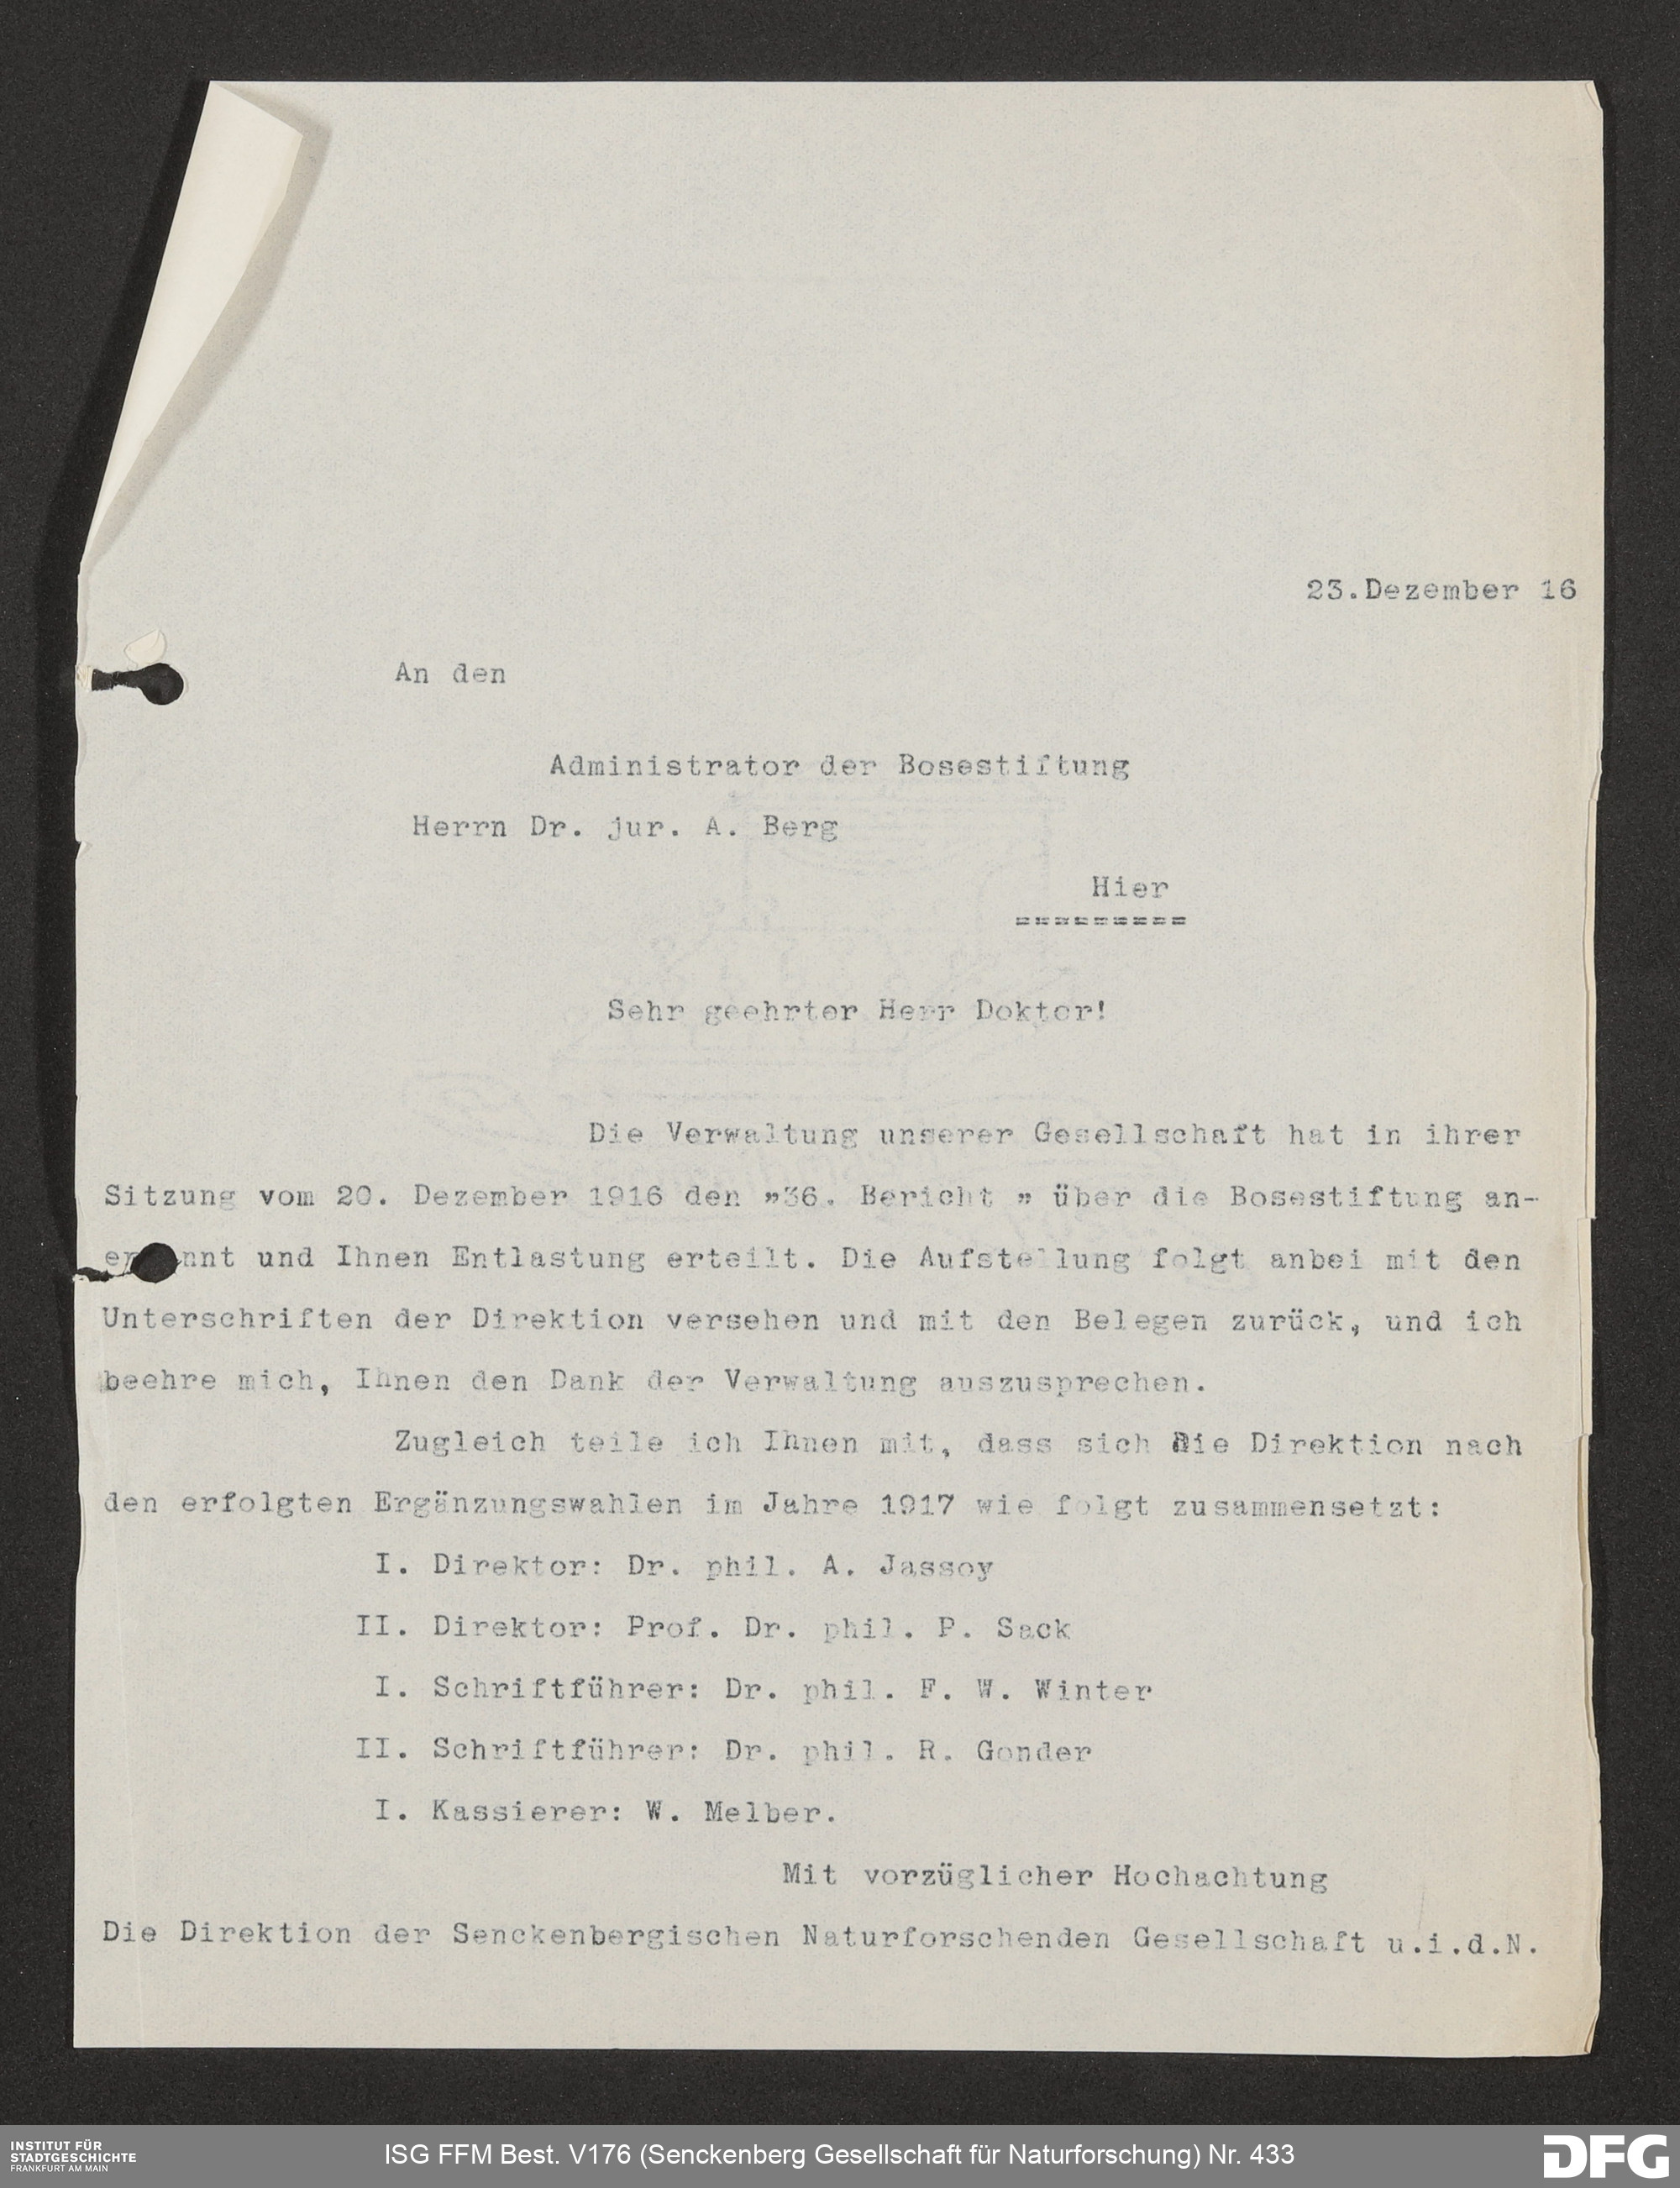 23.Dezember 16
An den
Administrator der Bosestiftung
Herrn Dr. jur. A. Berg
Hier
=========
Sehr geehrter Herr Doktor!
Die Verwaltung unserer Gesellschaft hat in ihrer
Sitzung vom 20. Dezember 1916 den „36. Bericht „ über die Bosestiftung an-
er nnt und Ihnen Entlastung erteilt. Die Aufstellung folgt anbei mit den
Unterschriften der Direktion versehen und mit den Belegen zurück, und ich
beehre mich, Ihnen den Dank der Verwaltung auszusprechen.
Zugleich teile ich Ihnen mit, dass sich die Direktion nach
den erfolgten Ergänzungswahlen im Jahre 1917 wie folgt zusammensetzt:
I. Direktor: Dr. phil. A. Jassoy
II. Direktor: Prof. Dr. phil. P. Sack
I. Schriftführer: Dr. phil. F. W. Winter
II. Schriftführer: Dr. phil. R. Gonder
I. Kassierer: W. Melber.
Mit vorzüglicher Hochachtung
Die Direktion der Senckenbergischen Naturforschenden Gesellschaft u.i.d.N.
INSTITUT FÜR
STADTGESCHICHTE
FRANKFURT AM MAIN
ISG FFM Best. V176 (Senckenberg Gesellschaft für Naturforschung) Nr. 433
DFG